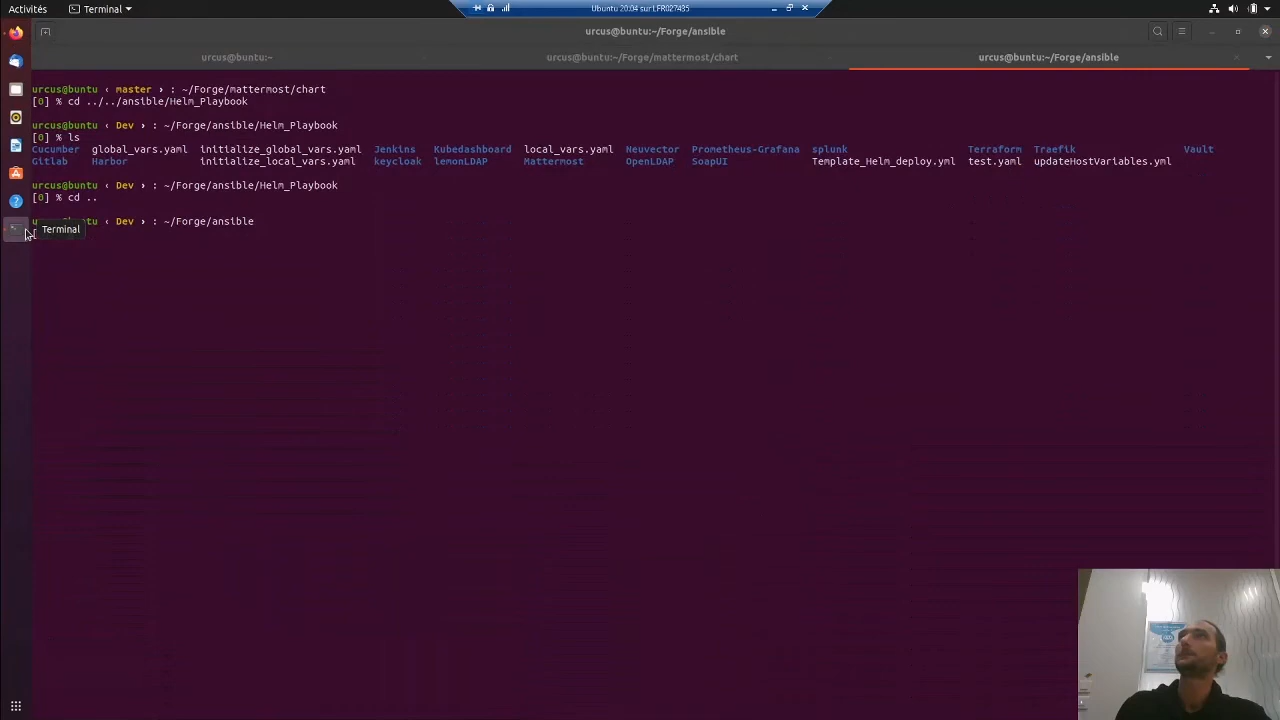 Activités Terminal Ubuntu 20:04 sur LFR027435
urcus@buntu:~/Forge/ansible
urcus@buntu:~ urcus@buntu:~/Forge/mattermost/chart urcus@buntu:~/Forge/ansible
urcus@buntu ‹ master › : ~/Forge/mattermost/chart
[0] % cd ../../ansible/Helm_Playbook
urcus@buntu ‹ Dev › : ~/Forge/ansible/Helm_Playbook
[0] % ls
Cucumber global_vars.yaml initialize_global_vars.yaml Jenkins Kubedashboard local_vars.yaml Neuvector Prometheus-Grafana splunk Terraform Traefik Vault
Gitlab Harbor initialize_local_vars.yaml keycloak lemonLDAP Mattermost OpenLDAP SoapUI Template_Helm_deploy.yml test.yaml updateHostVariables.yml
urcus@buntu ‹ Dev › : ~/Forge/ansible/Helm_Playbook
[0] % cd ..
‹ Dev › : ~/Forge/ansible
Terminal